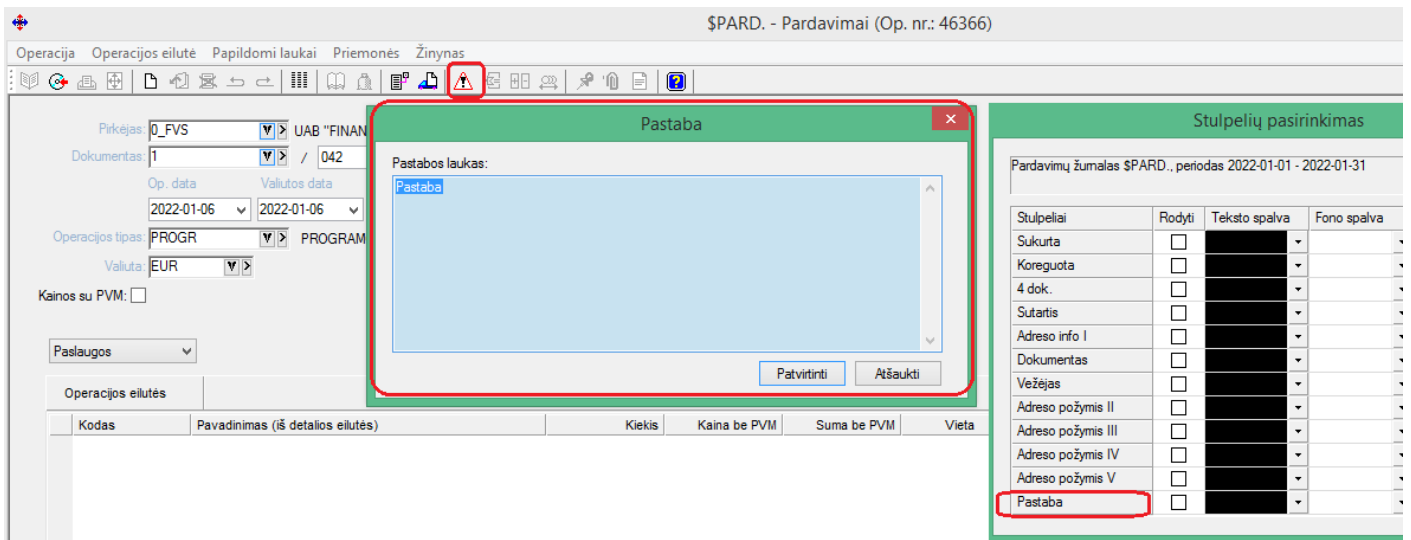 $PARD. - Pardavimai (Op. nr.: 46366)
Operacija Operacijos eilutė Papildomi laukai Priemonės Žinynas
Pirkėjas: 0_FVS UAB "FINAN
Dokumentas: 1 / 042
Op. data Valiutos data
2022-01-06 2022-01-06
Operacijos tipas: PROGR PROGRAM
Valiuta: EUR
Kainos su PVM:
Paslaugos
Operacijos eilutės
Kodas Pavadinimas (iš detalios eilutės) Kiekis Kaina be PVM Suma be PVM Vieta
Pastaba
Pastabos laukas:
Pastaba
Patvirtinti Atšaukti
Stulpelių pasirinkimas
Pardavimų žurnalas $PARD., periodas 2022-01-01 - 2022-01-31
Stulpeliai Rodyti Teksto spalva Fono spalva
Sukurta
Koreguota
4 dok.
Sutartis
Adreso info I
Dokumentas
Vežėjas
Adreso požymis II
Adreso požymis III
Adreso požymis IV
Adreso požymis V
Pastaba